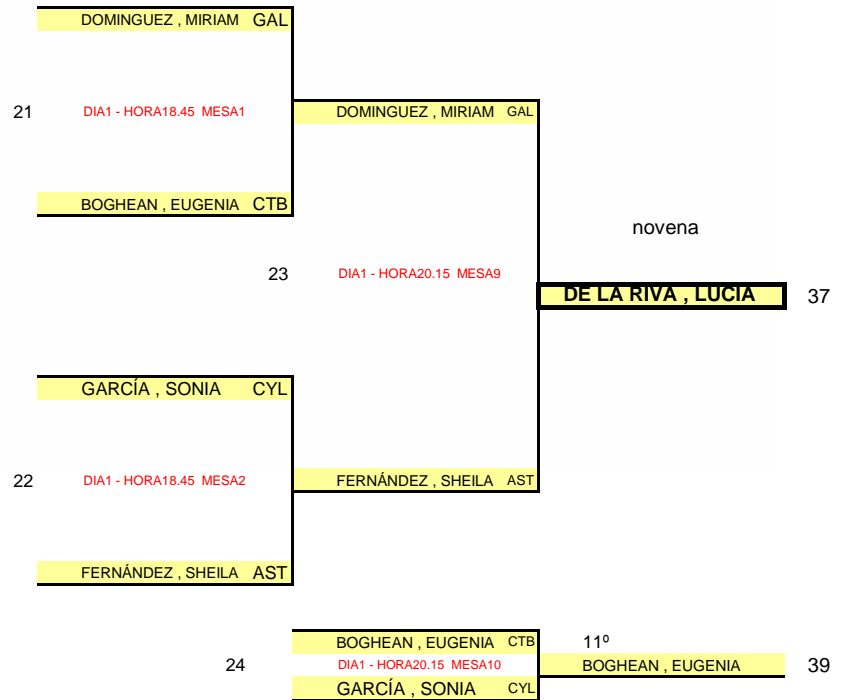 DOMINGUEZ , MIRIAM GAL
21 DIA1 - HORA18.45 MESA1 DOMINGUEZ , MIRIAM GAL
BOGHEAN , EUGENIA CTB
novena
23 DIA1 - HORA20.15 MESA9
DE LA RIVA , LUCIA 37
GARCÍA , SONIA CYL
22 DIA1 - HORA18.45 MESA2 FERNÁNDEZ , SHEILA AST
FERNÁNDEZ , SHEILA AST
BOGHEAN , EUGENIA CTB 11º
24 DIA1 - HORA20.15 MESA10 BOGHEAN , EUGENIA 39
GARCÍA , SONIA CYL